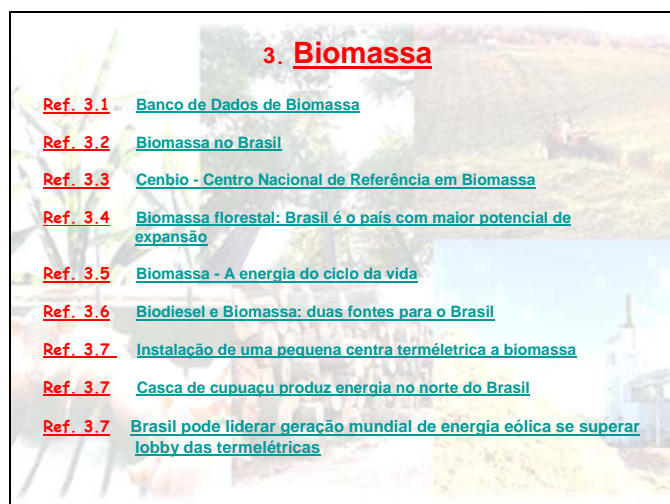 3. Biomassa
Ref. 3.1 Banco de Dados de Biomassa
Ref. 3.2 Biomassa no Brasil
Ref. 3.3 Cenbio - Centro Nacional de Referência em Biomassa
Ref. 3.4 Biomassa florestal: Brasil é o país com maior potencial de
expansão
Ref. 3.5 Biomassa - A energia do ciclo da vida
Ref. 3.6 Biodiesel e Biomassa: duas fontes para o Brasil
Ref. 3.7 Instalação de uma pequena centra terméletrica a biomassa
Ref. 3.7 Casca de cupuaçu produz energia no norte do Brasil
Ref. 3.7 Brasil pode liderar geração mundial de energia eólica se superar
lobby das termelétricas